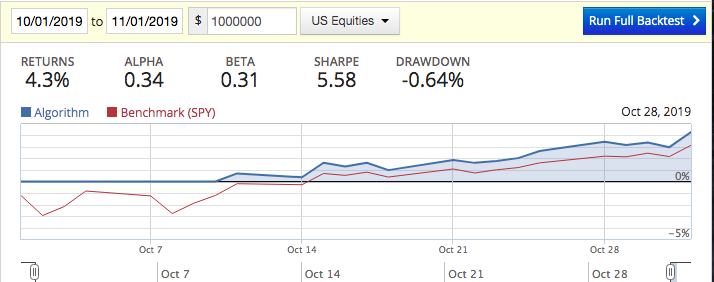 10/01/2019 to 11/01/2019 $ 1000000 US Equities Run Full Backtest
RETURNS ALPHA BETA SHARPE DRAWDOWN
4.3% 0.34 0.31 5.58 -0.64%
Algorithm Benchmark (SPY) Oct 28, 2019
0%
-5%
Oct 7 Oct 14 Oct 21 Oct 28
Oct 7 Oct 14 Oct 21 Oct 28